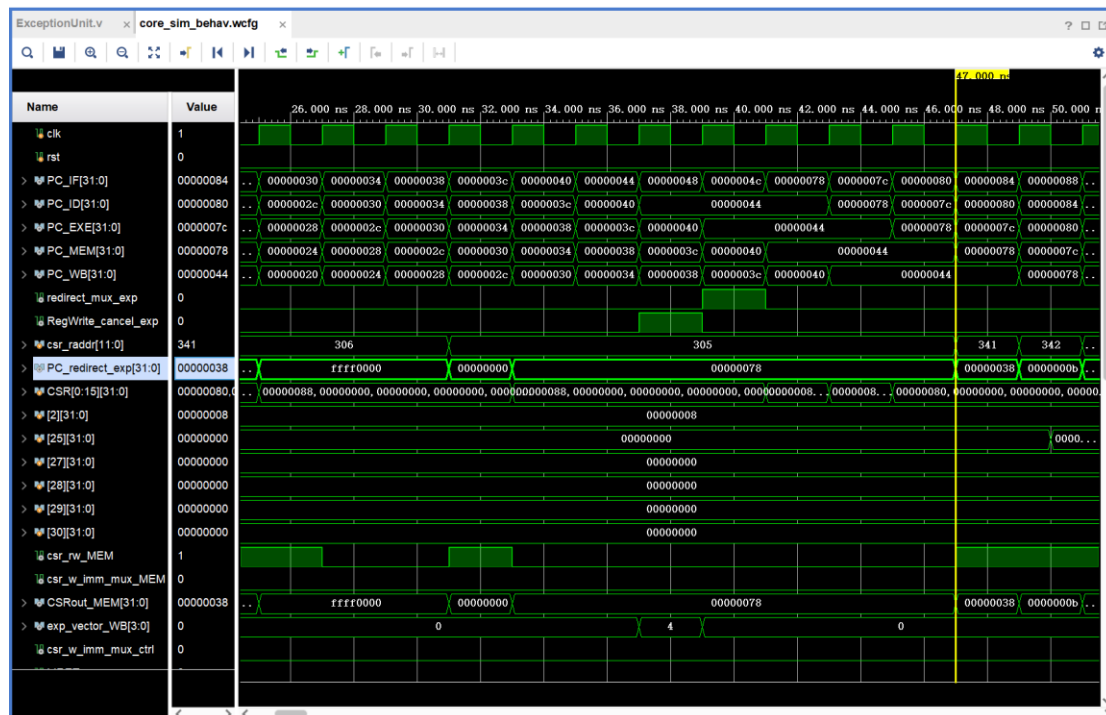 ExceptionUnit.v × core_sim_behav.wcfg × ?
47.000 ns
Name Value 26.000 ns 28.000 ns 30.000 ns 32.000 ns 34.000 ns 36.000 ns 38.000 ns 40.000 ns 42.000 ns 44.000 ns 46.000 ns 48.000 ns 50.000 n
clk 1
rst 0
PC_IF[31:0] 00000084 .. 00000030 00000034 00000038 0000003c 00000040 00000044 00000048 0000004c 00000078 0000007c 00000080 00000084 00000088 ..
PC_ID[31:0] 00000080 .. 0000002c 00000030 00000034 00000038 0000003c 00000040 00000044 00000078 0000007c 00000080 00000084 ..
PC_EXE[31:0] 0000007c .. 00000028 0000002c 00000030 00000034 00000038 0000003c 00000040 00000044 00000078 0000007c 00000080 ..
PC_MEM[31:0] 00000078 .. 00000024 00000028 0000002c 00000030 00000034 00000038 0000003c 00000040 00000044 00000078 0000007c ..
PC_WB[31:0] 00000044 .. 00000020 00000024 00000028 0000002c 00000030 00000034 00000038 0000003c 00000040 00000044 00000078 ..
redirect_mux_exp 0
RegWrite_cancel_exp 0
csr_raddr[11:0] 341 306 305 341 342 ..
PC_redirect_exp[31:0] 00000038 .. ffff0000 00000000 00000078 00000038 0000000b ..
CSR[0:15][31:0] 00000080,0 .. 00000088, 00000000, 00000000, 00000000, 000 00000088, 00000000, 00000000, 00000000, 000 0000008... 0000008... 00000080, 00000000, 00000000, 00000
[2][31:0] 00000008 00000008
[25][31:0] 00000000 00000000 0000...
[27][31:0] 00000000 00000000
[28][31:0] 00000000 00000000
[29][31:0] 00000000 00000000
[30][31:0] 00000000 00000000
csr_rw_MEM 1
csr_w_imm_mux_MEM 0
CSRout_MEM[31:0] 00000038 .. ffff0000 00000000 00000078 00000038 0000000b ..
exp_vector_WB[3:0] 0 0 4 0
csr_w_imm_mux_ctrl 0